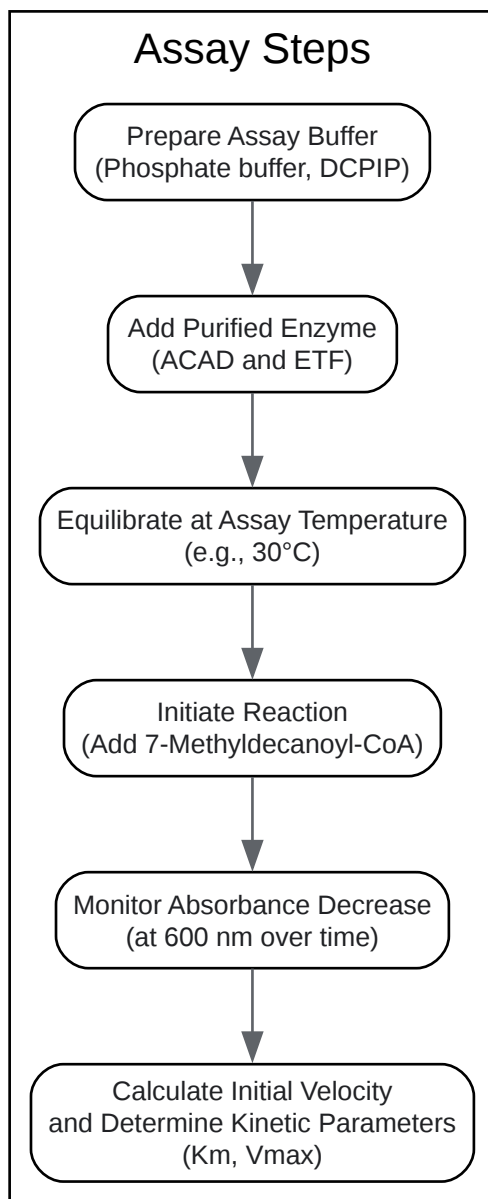 Assay Steps
Prepare Assay Buffer
(Phosphate buffer, DCPIP)
Add Purified Enzyme
(ACAD and ETF)
Equilibrate at Assay Temperature
(e.g., 30°C)
Initiate Reaction
(Add 7-Methyldecanoyl-CoA)
Monitor Absorbance Decrease
(at 600 nm over time)
Calculate Initial Velocity
and Determine Kinetic Parameters
(Km, Vmax)